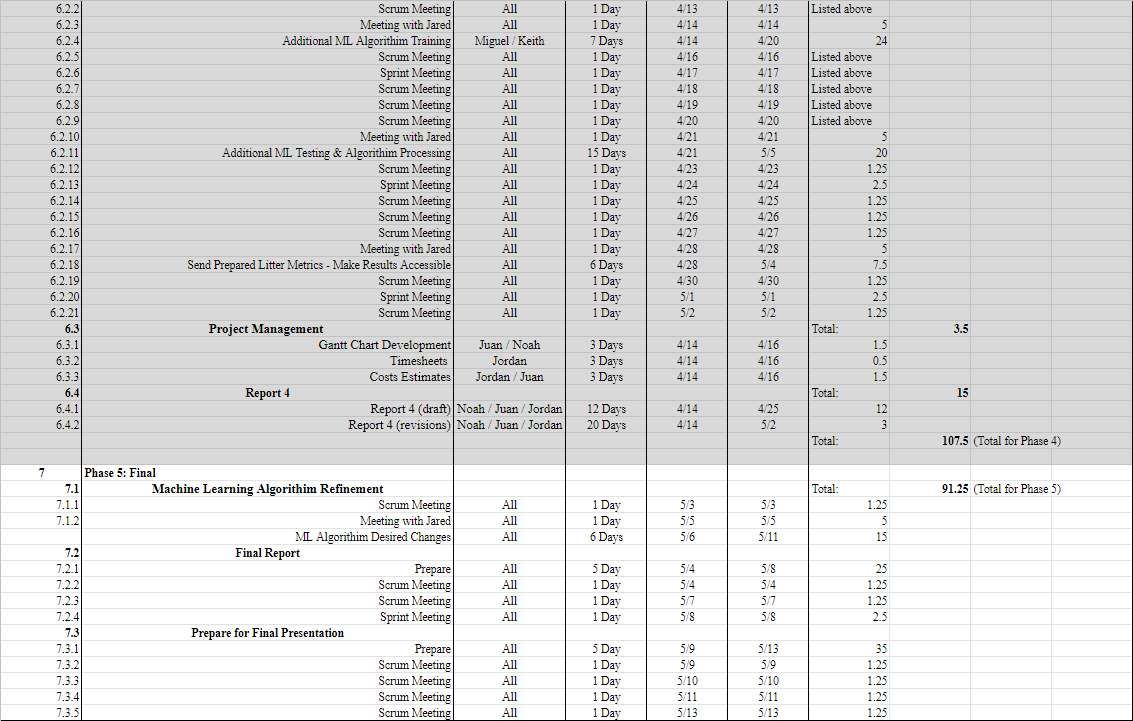 6.2.2 Scrum Meeting All 1 Day 4/13 4/13 Listed above
6.2.3 Meeting with Jared All 1 Day 4/14 4/14 5
6.2.4 Additional ML Algorithim Training Miguel / Keith 7 Days 4/14 4/20 24
6.2.5 Scrum Meeting All 1 Day 4/16 4/16 Listed above
6.2.6 Sprint Meeting All 1 Day 4/17 4/17 Listed above
6.2.7 Scrum Meeting All 1 Day 4/18 4/18 Listed above
6.2.8 Scrum Meeting All 1 Day 4/19 4/19 Listed above
6.2.9 Scrum Meeting All 1 Day 4/20 4/20 Listed above
6.2.10 Meeting with Jared All 1 Day 4/21 4/21 5
6.2.11 Additional ML Testing & Algorithim Processing All 15 Days 4/21 5/5 20
6.2.12 Scrum Meeting All 1 Day 4/23 4/23 1.25
6.2.13 Sprint Meeting All 1 Day 4/24 4/24 2.5
6.2.14 Scrum Meeting All 1 Day 4/25 4/25 1.25
6.2.15 Scrum Meeting All 1 Day 4/26 4/26 1.25
6.2.16 Scrum Meeting All 1 Day 4/27 4/27 1.25
6.2.17 Meeting with Jared All 1 Day 4/28 4/28 5
6.2.18 Send Prepared Litter Metrics - Make Results Accessible All 6 Days 4/28 5/4 7.5
6.2.19 Scrum Meeting All 1 Day 4/30 4/30 1.25
6.2.20 Sprint Meeting All 1 Day 5/1 5/1 2.5
6.2.21 Scrum Meeting All 1 Day 5/2 5/2 1.25
6.3 Project Management Total: 3.5
6.3.1 Gantt Chart Development Juan / Noah 3 Days 4/14 4/16 1.5
6.3.2 Timesheets Jordan 3 Days 4/14 4/16 0.5
6.3.3 Costs Estimates Jordan / Juan 3 Days 4/14 4/16 1.5
6.4 Report 4 Total: 15
6.4.1 Report 4 (draft) Noah / Juan / Jordan 12 Days 4/14 4/25 12
6.4.2 Report 4 (revisions) Noah / Juan / Jordan 20 Days 4/14 5/2 3
Total: 107.5 (Total for Phase 4)
7 Phase 5: Final
7.1 Machine Learning Algorithim Refinement Total: 91.25 (Total for Phase 5)
7.1.1 Scrum Meeting All 1 Day 5/3 5/3 1.25
7.1.2 Meeting with Jared All 1 Day 5/5 5/5 5
ML Algorithim Desired Changes All 6 Days 5/6 5/11 15
7.2 Final Report
7.2.1 Prepare All 5 Day 5/4 5/8 25
7.2.2 Scrum Meeting All 1 Day 5/4 5/4 1.25
7.2.3 Scrum Meeting All 1 Day 5/7 5/7 1.25
7.2.4 Sprint Meeting All 1 Day 5/8 5/8 2.5
7.3 Prepare for Final Presentation
7.3.1 Prepare All 5 Day 5/9 5/13 35
7.3.2 Scrum Meeting All 1 Day 5/9 5/9 1.25
7.3.3 Scrum Meeting All 1 Day 5/10 5/10 1.25
7.3.4 Scrum Meeting All 1 Day 5/11 5/11 1.25
7.3.5 Scrum Meeting All 1 Day 5/13 5/13 1.25